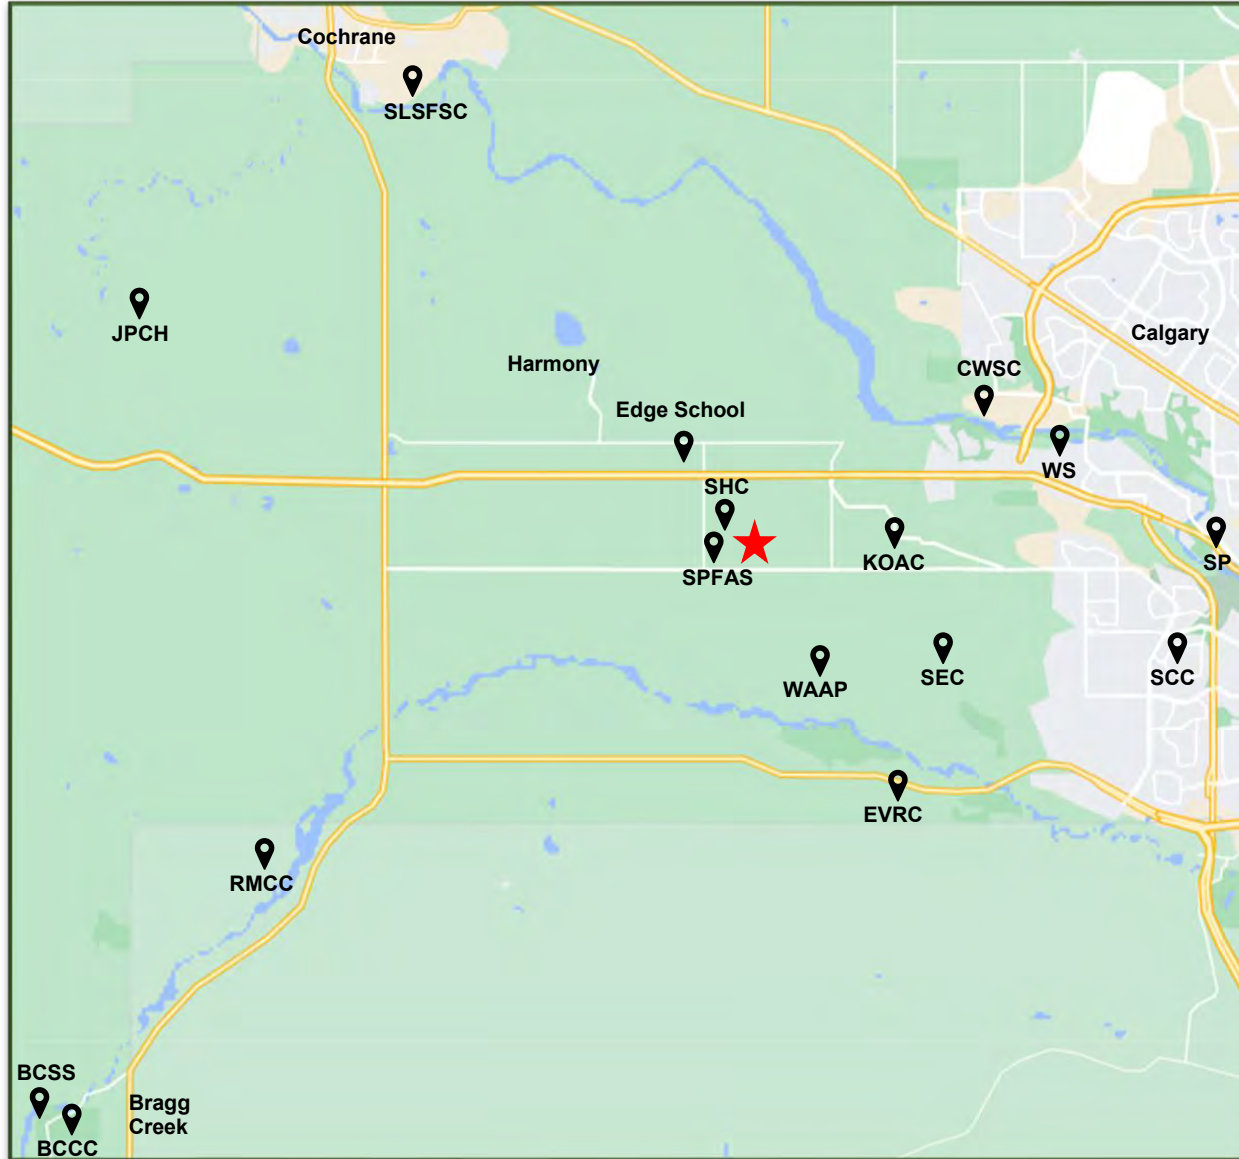 Cochrane
SLSFSC
JPCH
Calgary
Harmony
CWSC
Edge School
WS
SHC
KOAC
SP
SPFAS
WAAP
SEC
SCC
EVRC
RMCC
BCSS
Bragg
Creek
BCCC